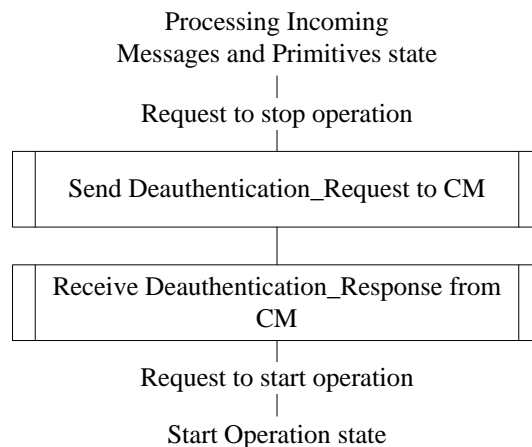 Processing Incoming
Messages and Primitives state
Request to stop operation
Send Deauthentication_Request to CM
Receive Deauthentication_Response from
CM
Request to start operation
Start Operation state